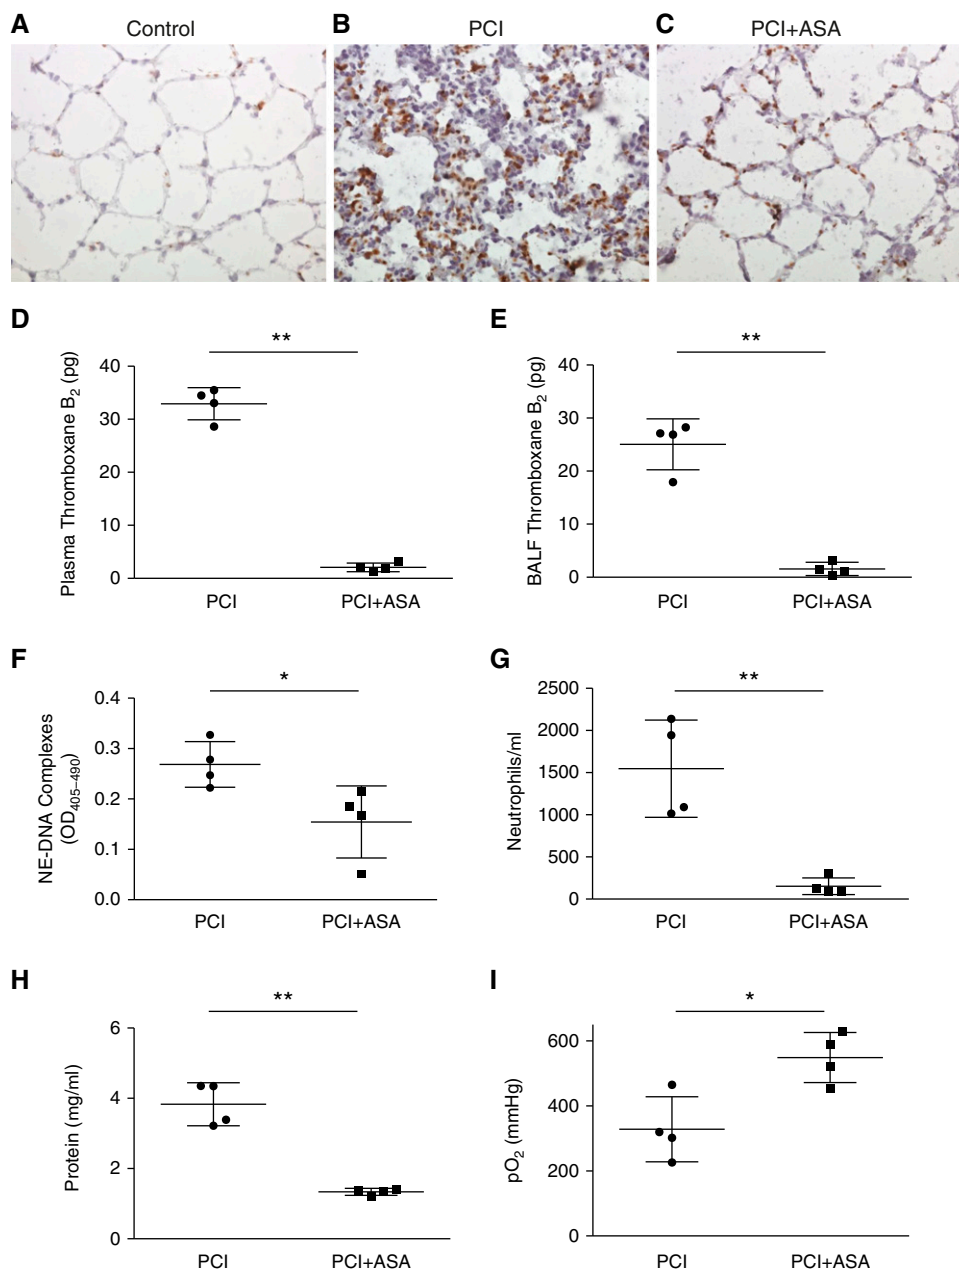 A Control B PCI C PCI+ASA
D
**
Plasma Thromboxane B₂ (pg)
40
30
20
10
0
PCI PCI+ASA
E
**
BALF Thromboxane B₂ (pg)
40
30
20
10
0
PCI PCI+ASA
F
*
NE-DNA Complexes
(OD₄₀₅₋₄₉₀)
0.4
0.3
0.2
0.1
0.0
PCI PCI+ASA
G
**
Neutrophils/ml
2500
2000
1500
1000
500
0
PCI PCI+ASA
H
**
Protein (mg/ml)
6
4
2
0
PCI PCI+ASA
I
*
pO₂ (mmHg)
600
400
200
0
PCI PCI+ASA